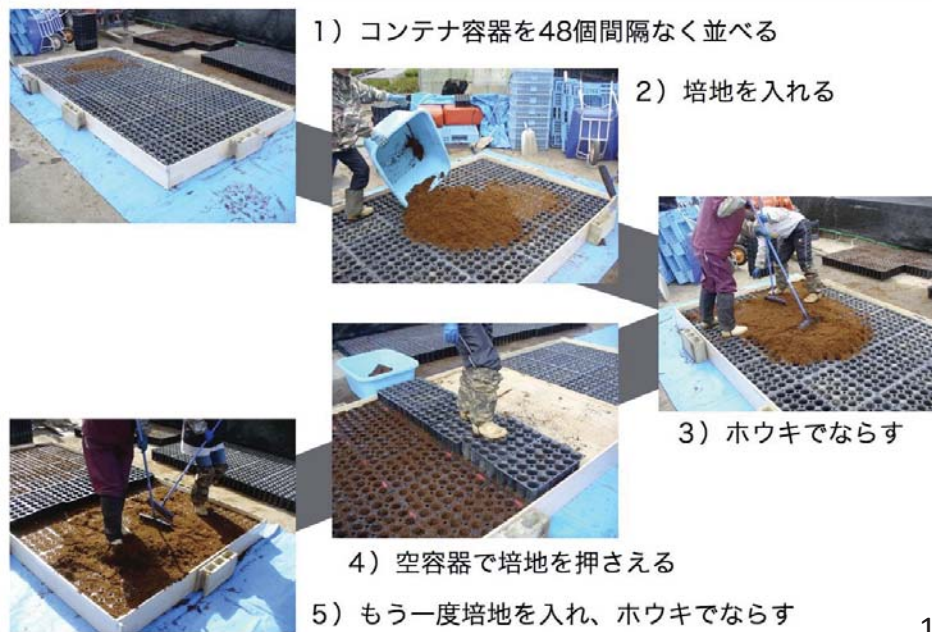 1）コンテナ容器を48個間隔なく並べる
2）培地を入れる
3）ホウキでならす
4）空容器で培地を押さえる
5）もう一度培地を入れ、ホウキでならす
1